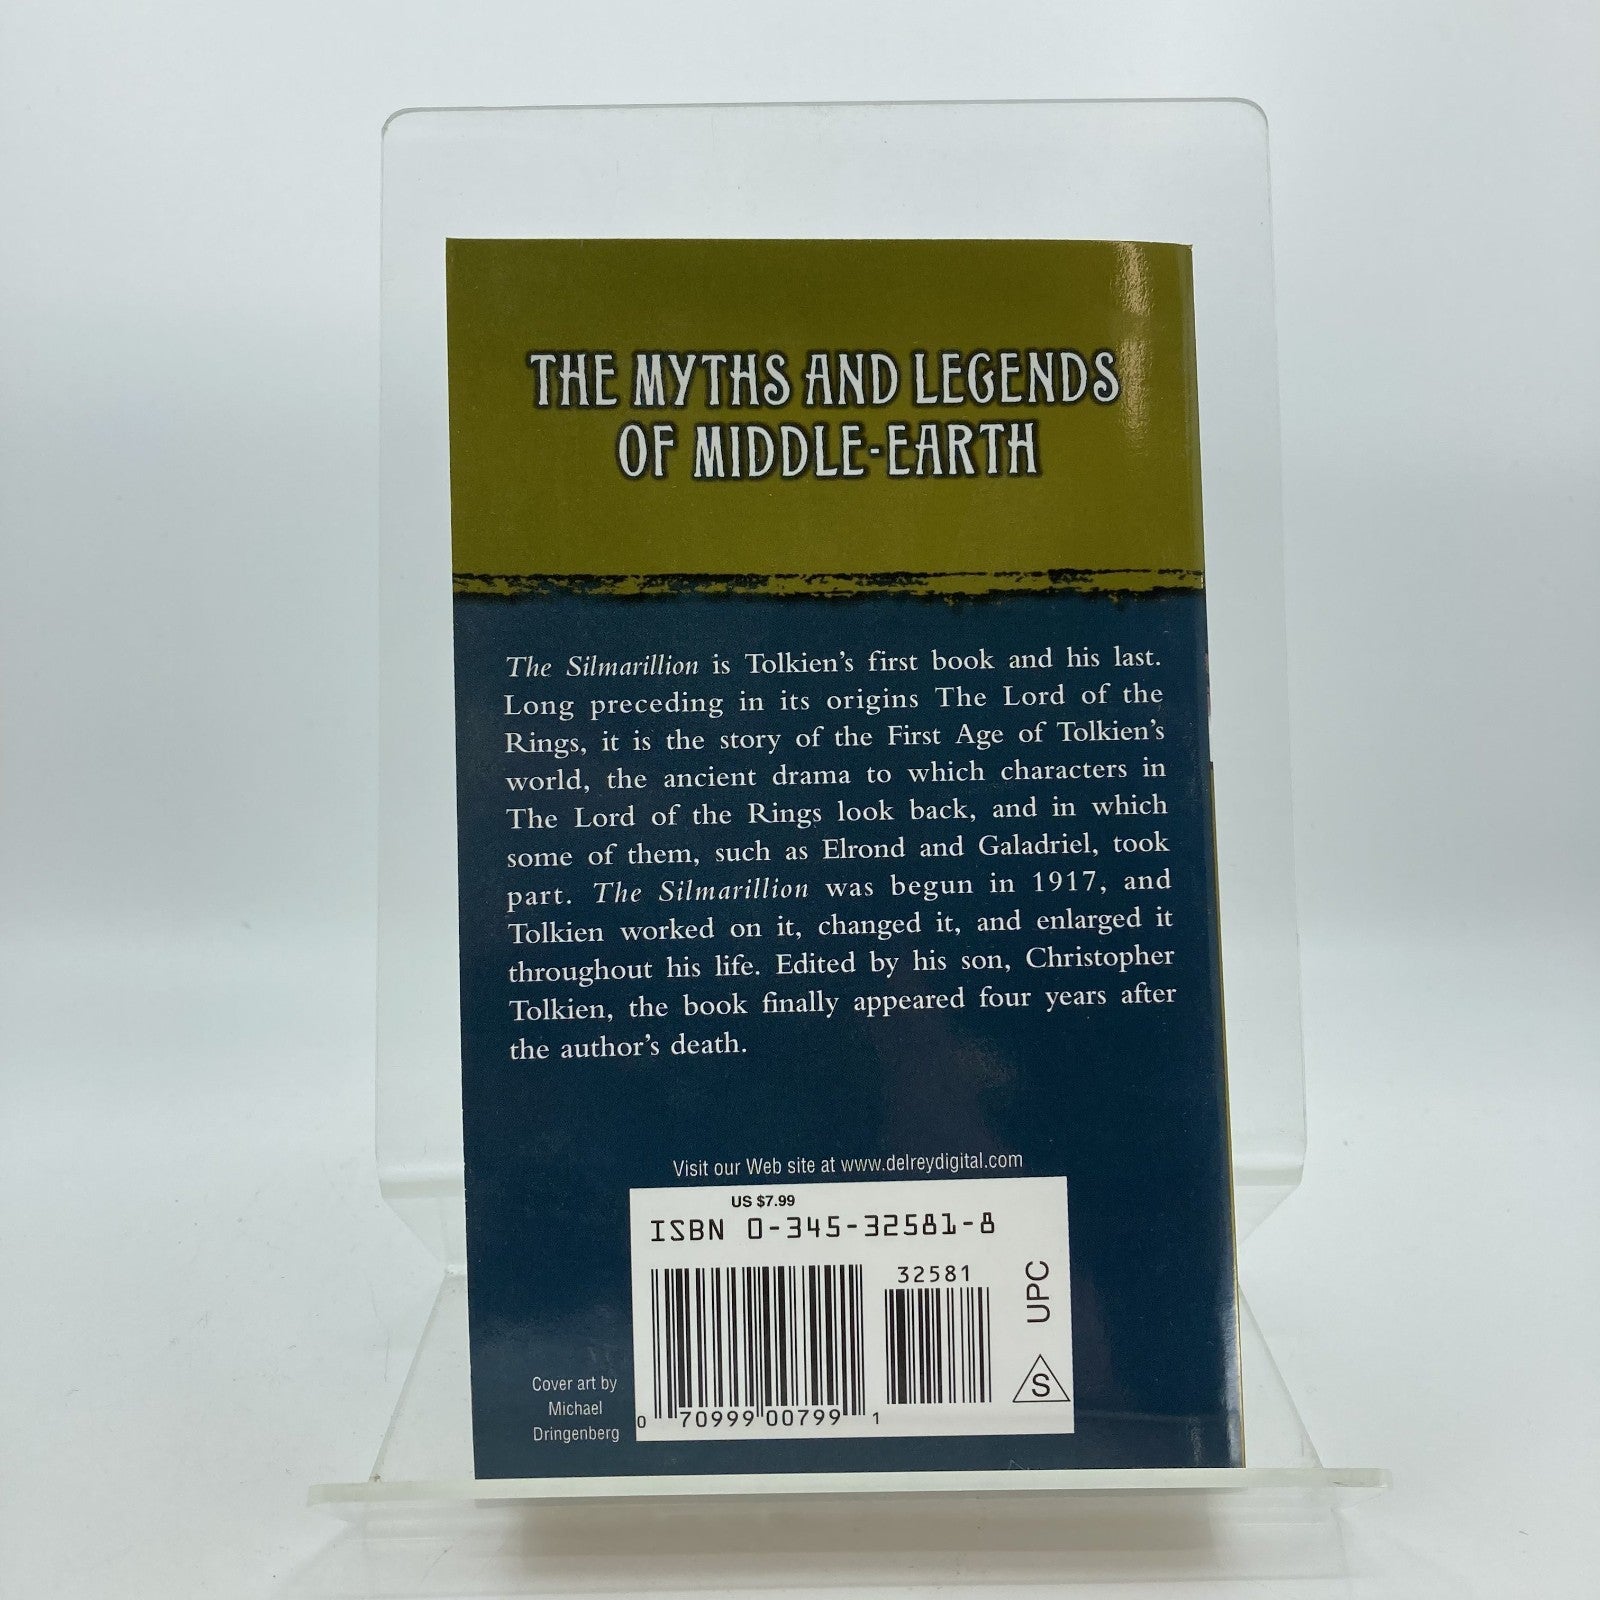 THE MYTHS AND LEGENDS
OF MIDDLE-EARTH
The Silmarillion is Tolkien's first book and his last.
Long preceding in its origins The Lord of the
Rings, it is the story of the First Age of Tolkien's
world, the ancient drama to which characters in
The Lord of the Rings look back, and in which
some of them, such as Elrond and Galadriel, took
part. The Silmarillion was begun in 1917, and
Tolkien worked on it, changed it, and enlarged it
throughout his life. Edited by his son, Christopher
Tolkien, the book finally appeared four years after
the author's death.
Visit our Web site at www.delreydigital.com
US $7.99
ISBN 0-345-32581-8
32581
UPC
S
0 70999 00799 1
Cover art by
Michael
Dringenberg